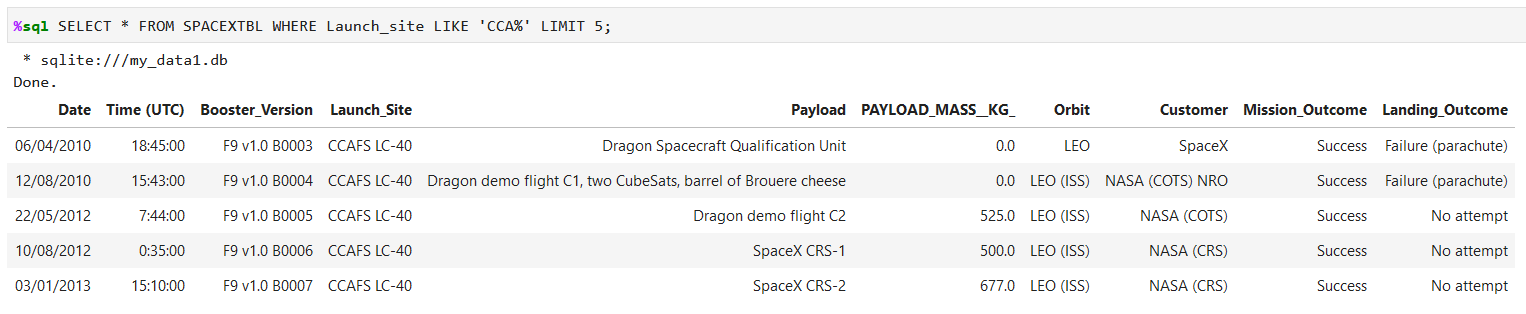 %sql SELECT * FROM SPACEXTBL WHERE Launch_site LIKE 'CCA%' LIMIT 5;
* sqlite:///my_data1.db
Done.
Date Time (UTC) Booster_Version Launch_Site Payload PAYLOAD_MASS__KG_ Orbit Customer Mission_Outcome Landing_Outcome
06/04/2010 18:45:00 F9 v1.0 B0003 CCAFS LC-40 Dragon Spacecraft Qualification Unit 0.0 LEO SpaceX Success Failure (parachute)
12/08/2010 15:43:00 F9 v1.0 B0004 CCAFS LC-40 Dragon demo flight C1, two CubeSats, barrel of Brouere cheese 0.0 LEO (ISS) NASA (COTS) NRO Success Failure (parachute)
22/05/2012 7:44:00 F9 v1.0 B0005 CCAFS LC-40 Dragon demo flight C2 525.0 LEO (ISS) NASA (COTS) Success No attempt
10/08/2012 0:35:00 F9 v1.0 B0006 CCAFS LC-40 SpaceX CRS-1 500.0 LEO (ISS) NASA (CRS) Success No attempt
03/01/2013 15:10:00 F9 v1.0 B0007 CCAFS LC-40 SpaceX CRS-2 677.0 LEO (ISS) NASA (CRS) Success No attempt